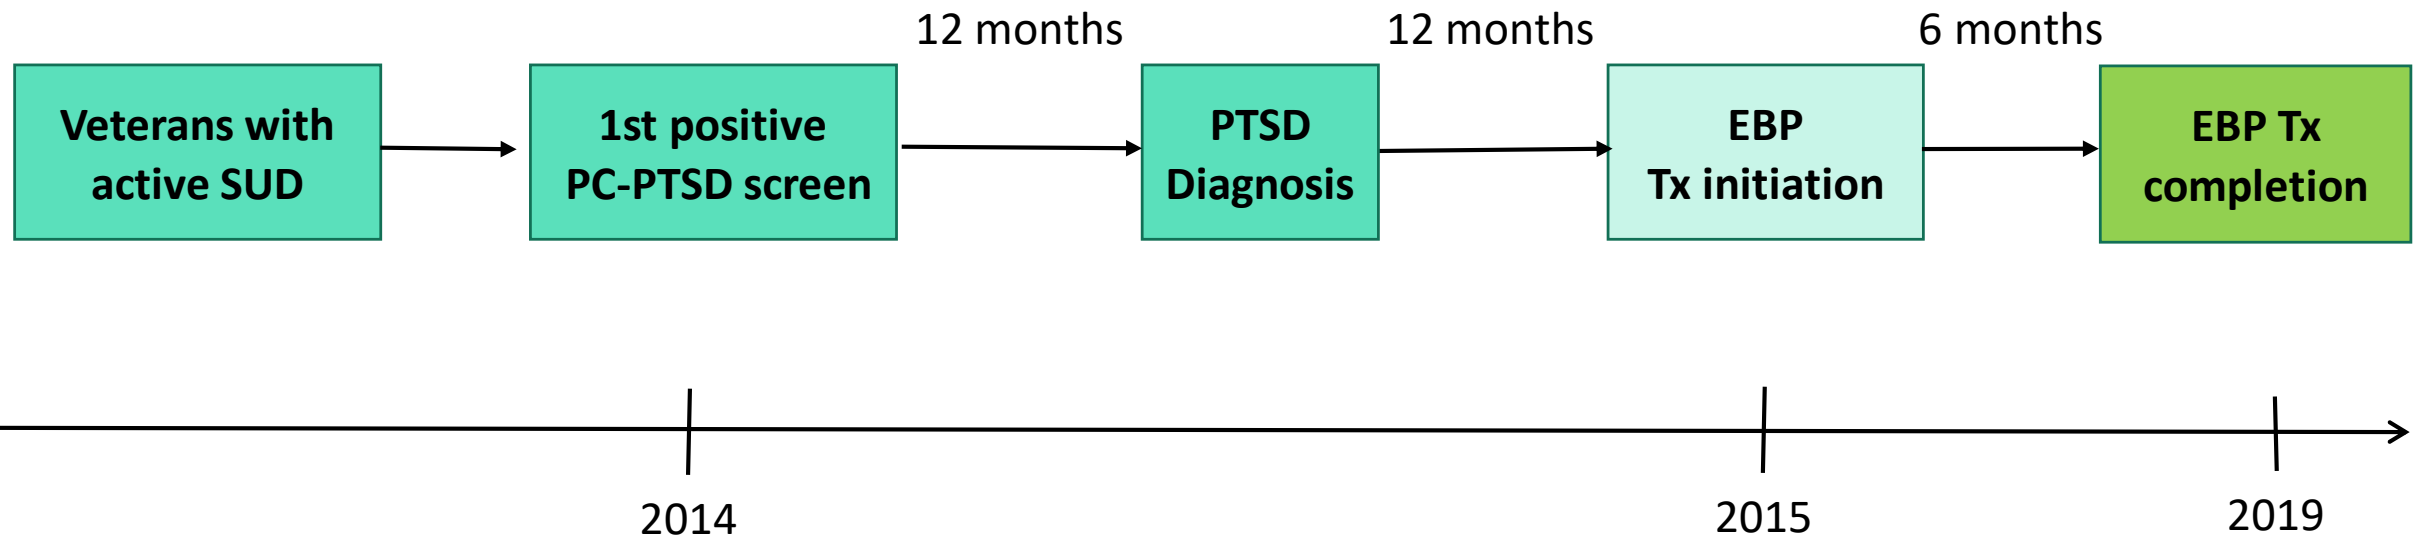 12 months
12 months
6 months
Veterans with
active SUD
1st positive
PC-PTSD screen
PTSD
Diagnosis
EBP
Tx initiation
EBP Tx
completion
2014
2015
2019